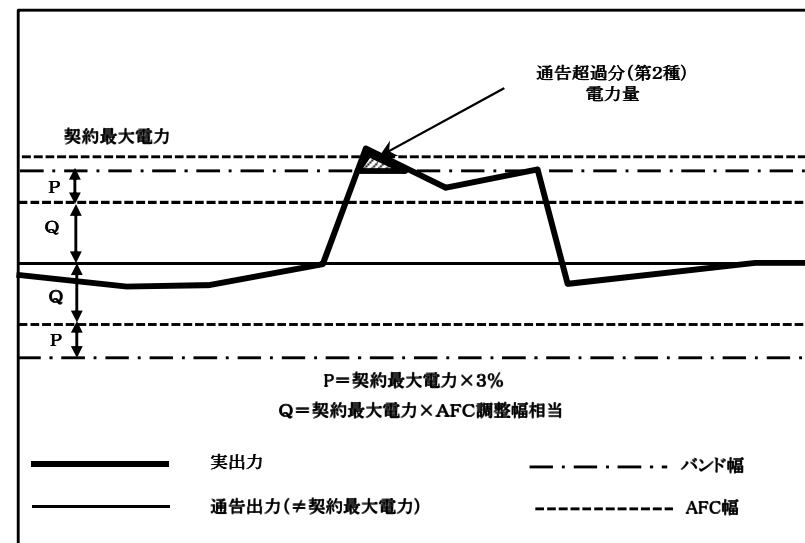 通告超過分(第2種)
電力量
契約最大電力
P
Q
Q
P
P＝契約最大電力×3%
Q＝契約最大電力×AFC調整幅相当
実出力
バンド幅
通告出力(≠契約最大電力)
AFC幅